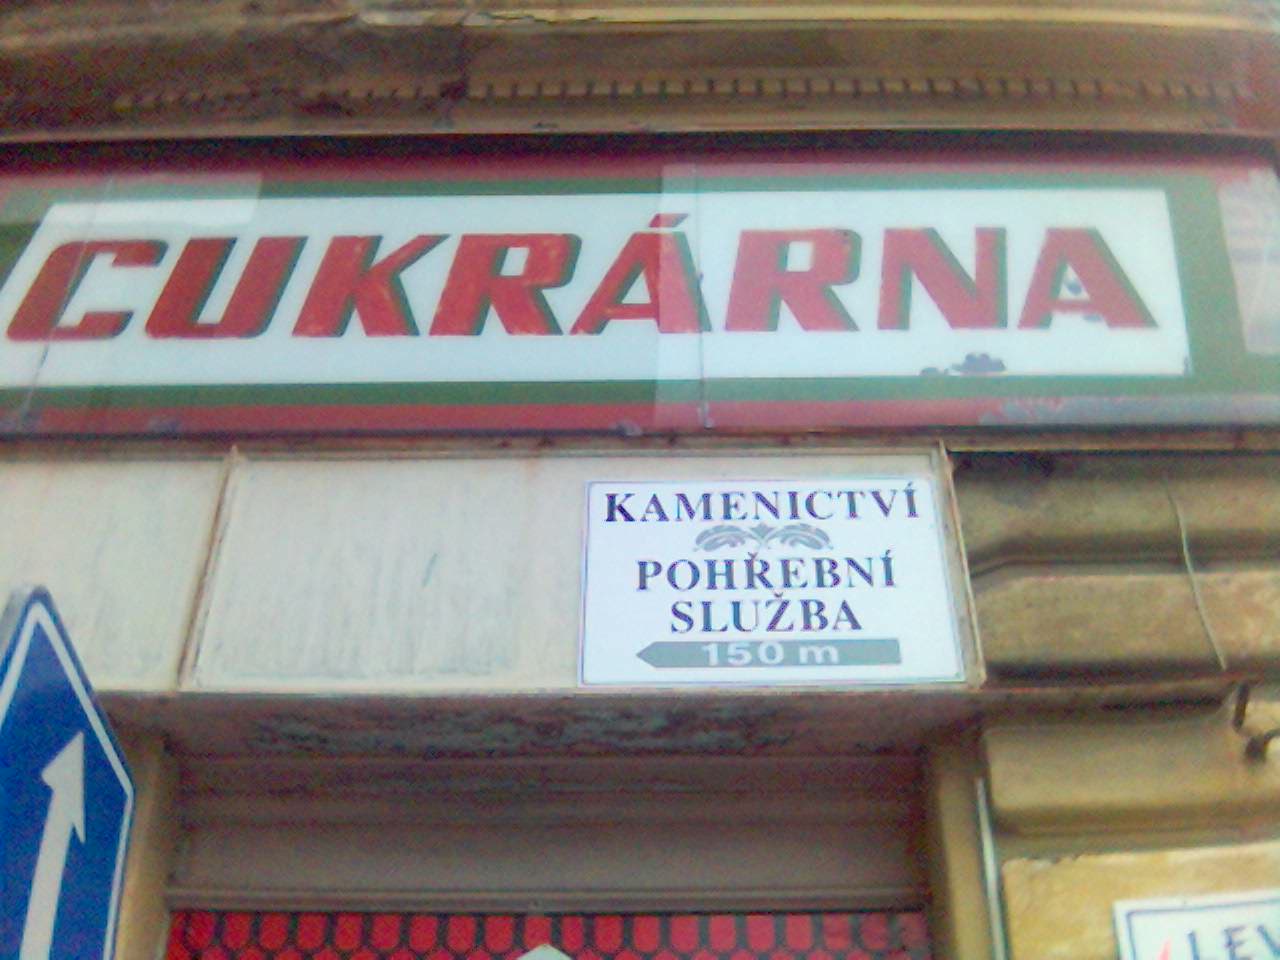 CUKRÁRNA
KAMENICTVÍ
POHŘEBNÍ
SLUŽBA
150 m